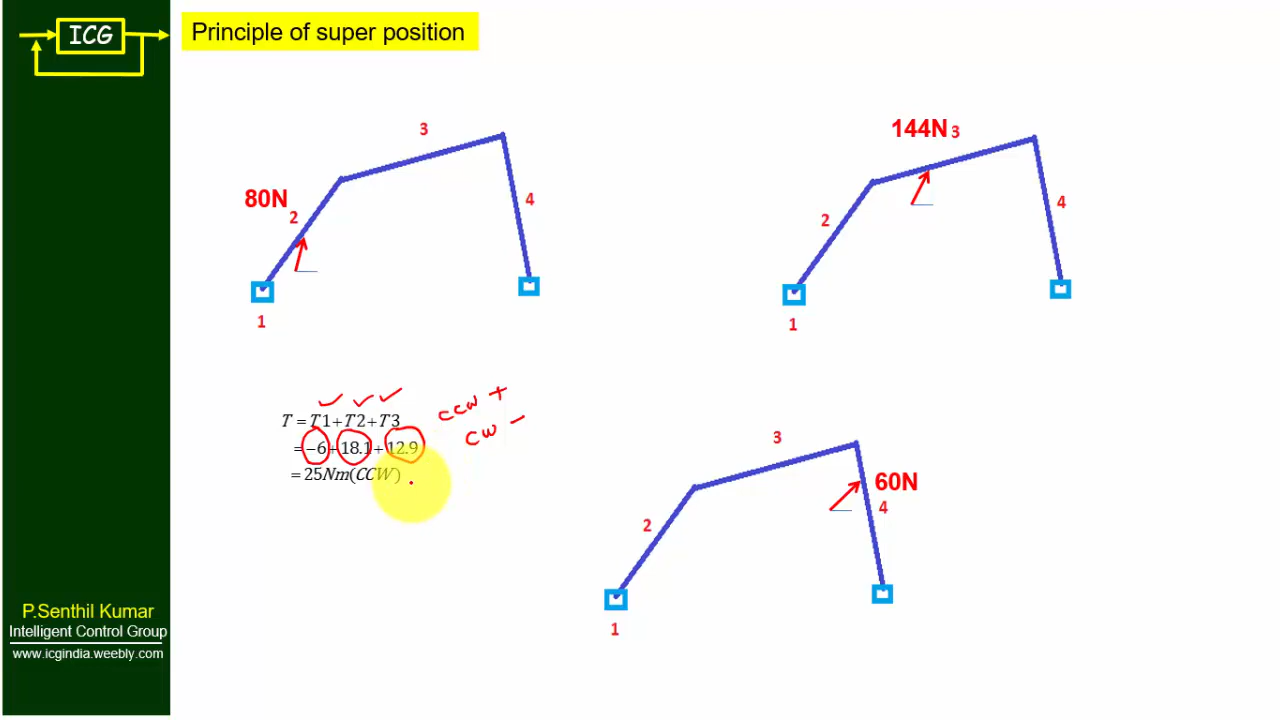 ICG
Principle of super position
3
80N
2
4
1
144N 3
2
4
1
T = T1+T2+T3
= −6+18.1+12.9
= 25Nm(CCW)
CCW +
CW −
3
60N
4
2
1
P.Senthil Kumar
Intelligent Control Group
www.icgindia.weebly.com